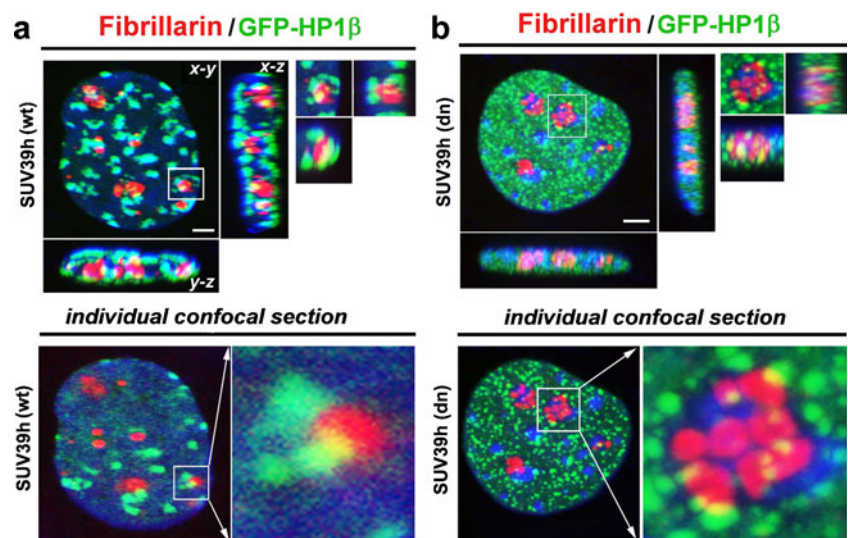 a Fibrillarin / GFP-HP1β
SUV39h (wt)
x-y
x-z
y-z
individual confocal section
SUV39h (wt)
b Fibrillarin / GFP-HP1β
SUV39h (dn)
individual confocal section
SUV39h (dn)